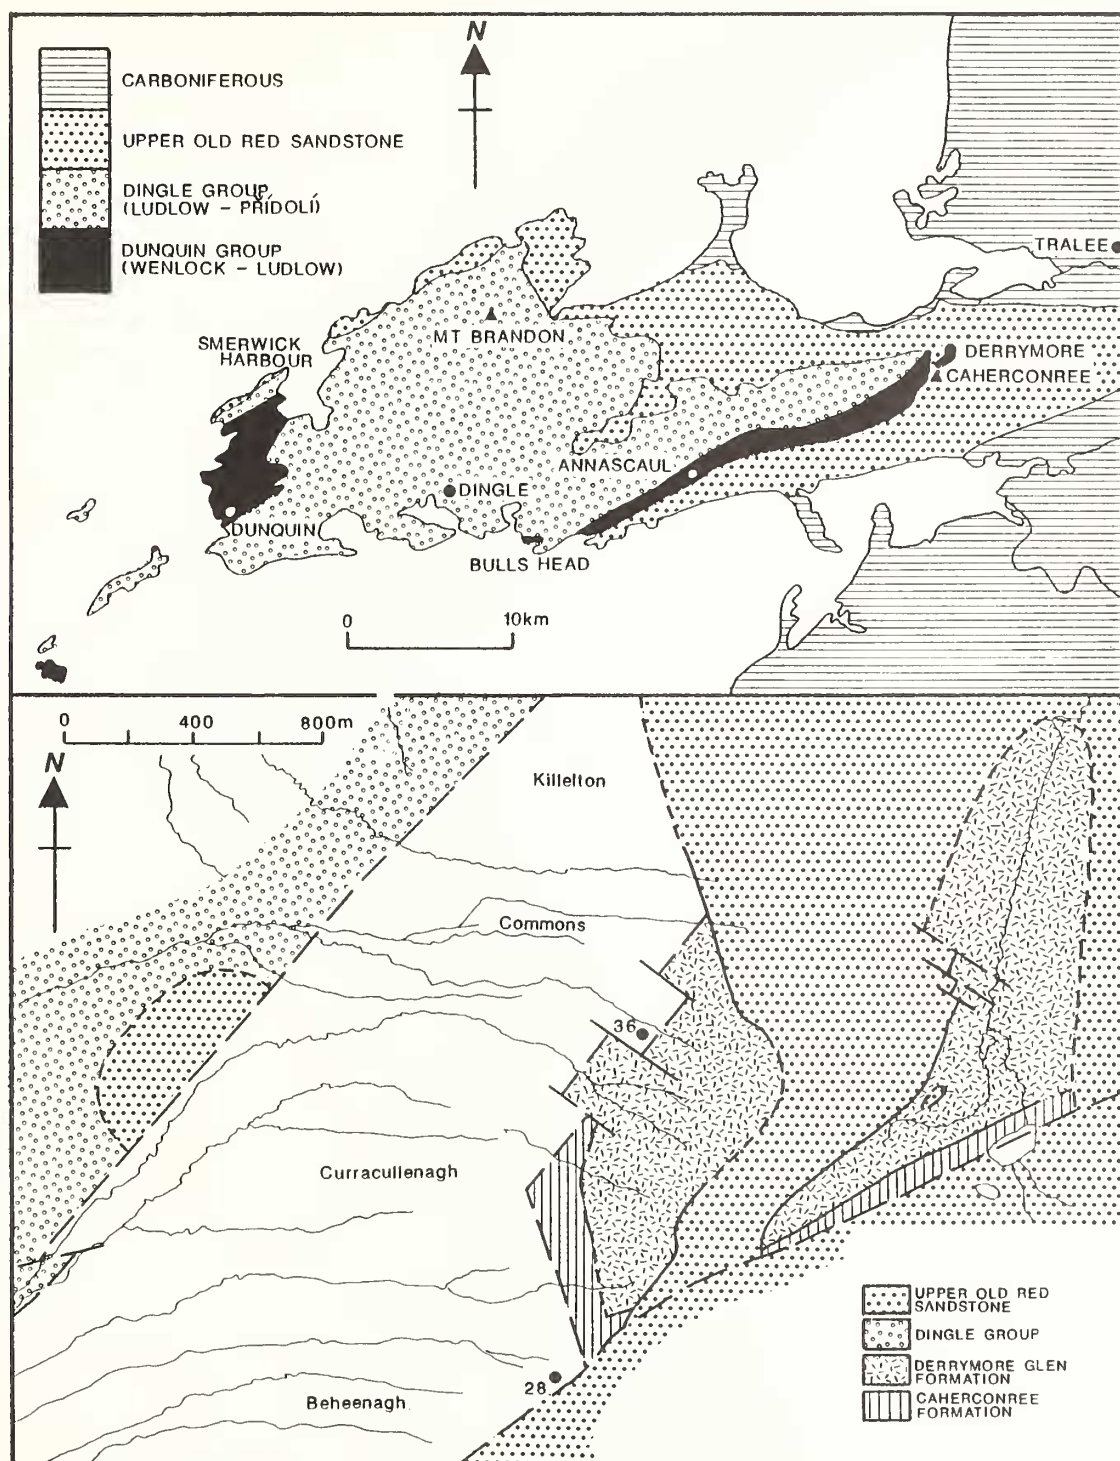 N
CARBONIFEROUS
UPPER OLD RED SANDSTONE
DINGLE GROUP
(LUDLOW – PŘÍDOLÍ)
DUNQUIN GROUP
(WENLOCK – LUDLOW)
TRALEE
MT BRANDON
SMERWICK
HARBOUR
DERRYMORE
CAHERCONREE
ANNASCAUL
DINGLE
DUNQUIN
BULLS HEAD
0 10km
0 400 800m
N
Killelton
Commons
36
Curracullenagh
28
Beheenagh
UPPER OLD RED
SANDSTONE
DINGLE GROUP
DERRYMORE GLEN
FORMATION
CAHERCONREE
FORMATION